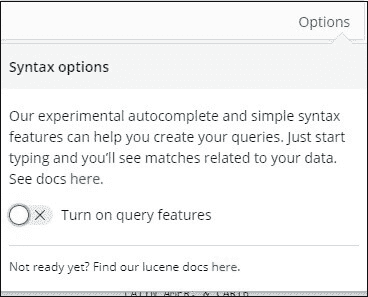 Options
Syntax options
Our experimental autocomplete and simple syntax
features can help you create your queries. Just start
typing and you'll see matches related to your data.
See docs here.
Turn on query features
Not ready yet? Find our lucene docs here.